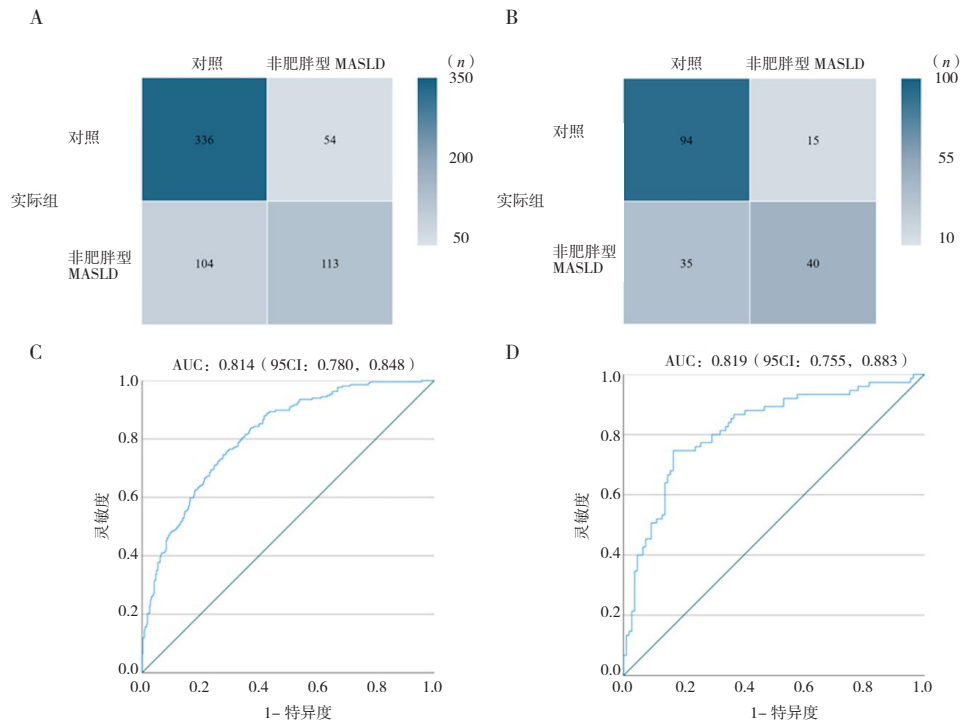 A
对照
非肥胖型 MASLD
(n)
350
200
50
对照
336
54
实际组
非肥胖型
MASLD
104
113
B
对照
非肥胖型 MASLD
(n)
100
55
10
对照
94
15
实际组
非肥胖型
MASLD
35
40
C
AUC：0.814（95CI：0.780，0.848）
1.0
0.8
0.6
0.4
0.2
0.0
灵敏度
0.0 0.2 0.4 0.6 0.8 1.0
1- 特异度
D
AUC：0.819（95CI：0.755，0.883）
1.0
0.8
0.6
0.4
0.2
0.0
灵敏度
0.0 0.2 0.4 0.6 0.8 1.0
1- 特异度